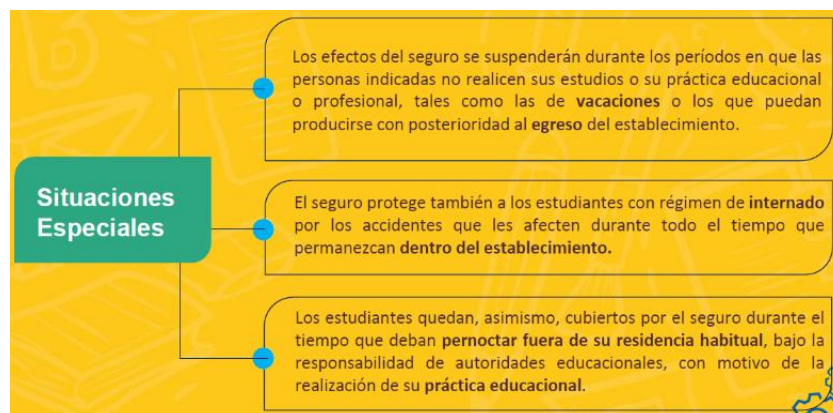 Los efectos del seguro se suspenderán durante los períodos en que las
personas indicadas no realicen sus estudios o su práctica educacional
o profesional, tales como las de vacaciones o los que puedan
producirse con posterioridad al egreso del establecimiento.
Situaciones
Especiales
El seguro protege también a los estudiantes con régimen de internado
por los accidentes que les afecten durante todo el tiempo que
permanezcan dentro del establecimiento.
Los estudiantes quedan, asimismo, cubiertos por el seguro durante el
tiempo que deban pernoctar fuera de su residencia habitual, bajo la
responsabilidad de autoridades educacionales, con motivo de la
realización de su práctica educacional.